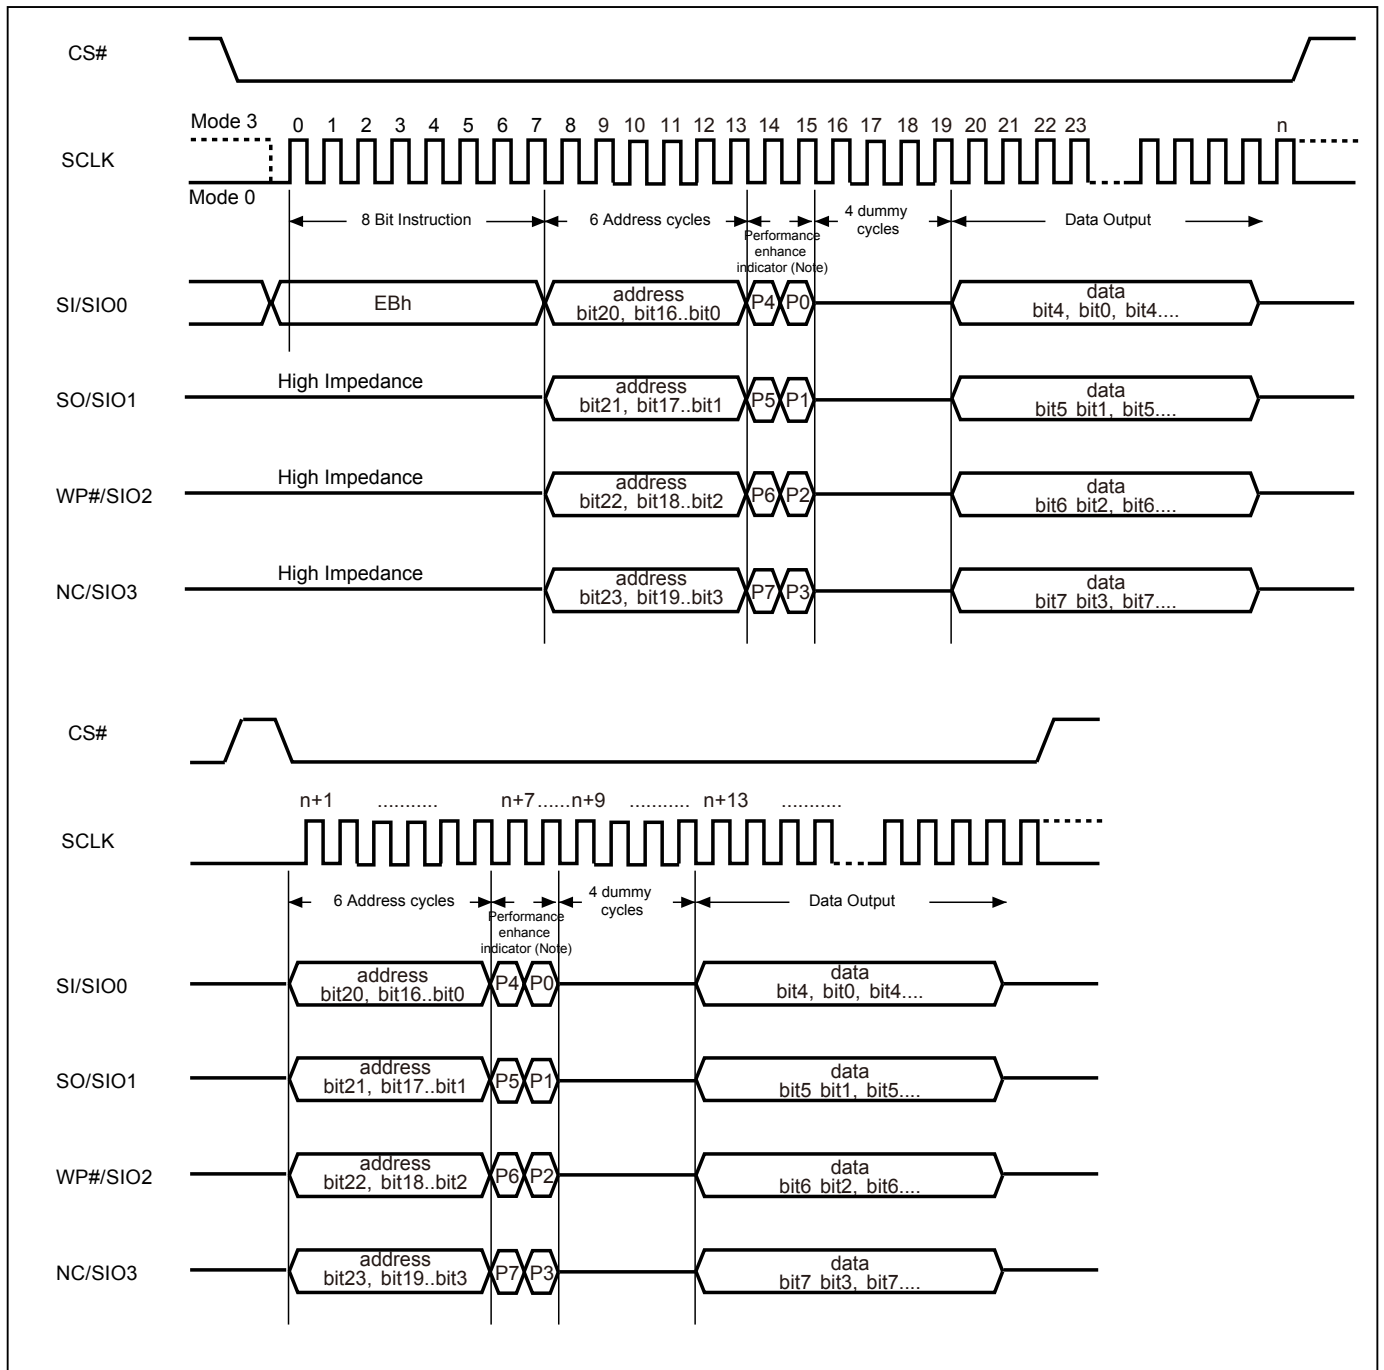 CS#
Mode 3
0 1 2 3 4 5 6 7 8 9 10 11 12 13 14 15 16 17 18 19 20 21 22 23 n
SCLK
Mode 0
8 Bit Instruction
6 Address cycles
Performance
enhance
indicator (Note)
4 dummy
cycles
Data Output
SI/SIO0
EBh
address
bit20, bit16..bit0
P4 P0
data
bit4, bit0, bit4....
SO/SIO1
High Impedance
address
bit21, bit17..bit1
P5 P1
data
bit5 bit1, bit5....
WP#/SIO2
High Impedance
address
bit22, bit18..bit2
P6 P2
data
bit6 bit2, bit6....
NC/SIO3
High Impedance
address
bit23, bit19..bit3
P7 P3
data
bit7 bit3, bit7....
CS#
n+1 ........... n+7......n+9 ........... n+13 ...........
SCLK
6 Address cycles
Performance
enhance
indicator (Note)
4 dummy
cycles
Data Output
SI/SIO0
address
bit20, bit16..bit0
P4 P0
data
bit4, bit0, bit4....
SO/SIO1
address
bit21, bit17..bit1
P5 P1
data
bit5 bit1, bit5....
WP#/SIO2
address
bit22, bit18..bit2
P6 P2
data
bit6 bit2, bit6....
NC/SIO3
address
bit23, bit19..bit3
P7 P3
data
bit7 bit3, bit7....